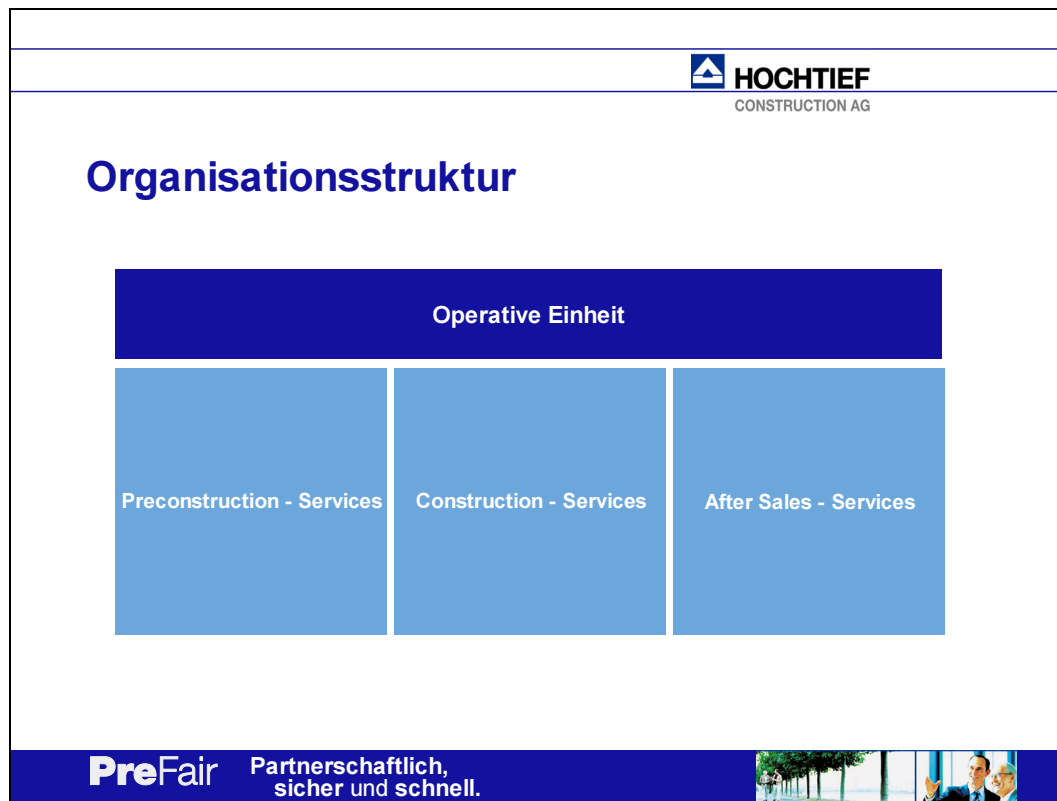 HOCHTIEF
CONSTRUCTION AG
Organisationsstruktur
Operative Einheit
Preconstruction - Services
Construction - Services
After Sales - Services
PreFair
Partnerschaftlich,
sicher und schnell.